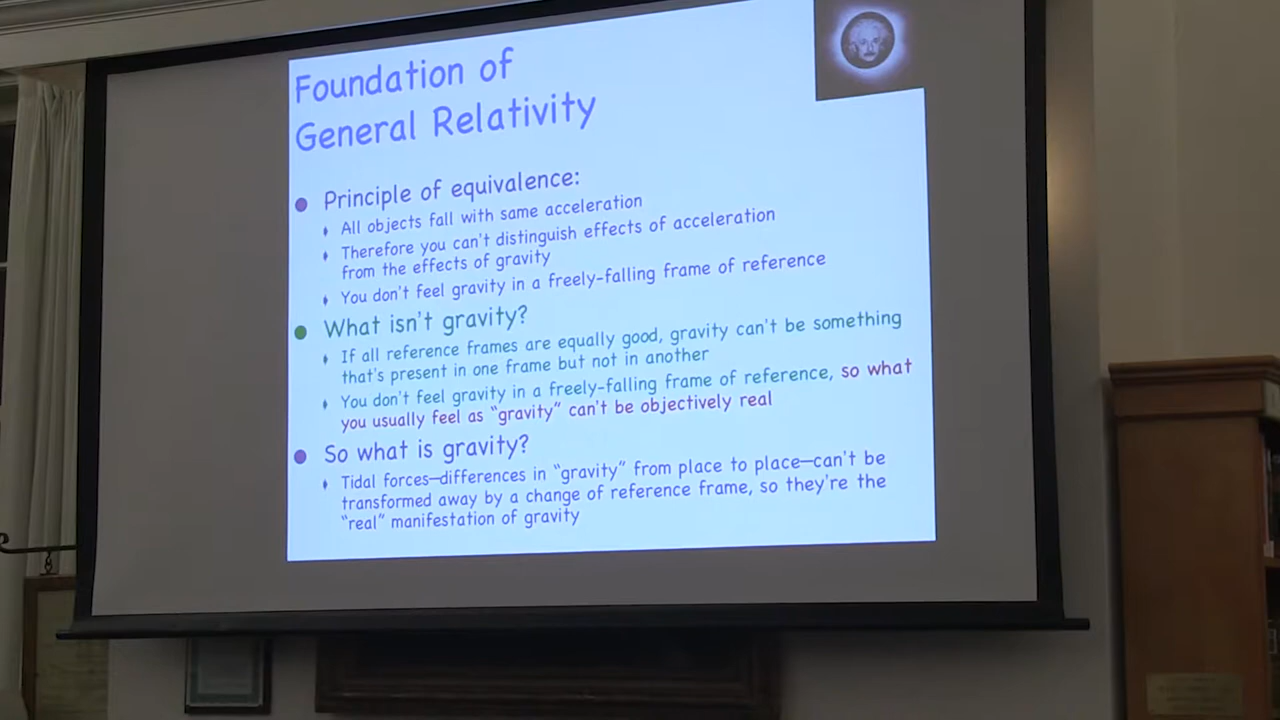 Foundation of
General Relativity
Principle of equivalence:
All objects fall with same acceleration
Therefore you can't distinguish effects of acceleration
from the effects of gravity
You don't feel gravity in a freely-falling frame of reference
What isn't gravity?
If all reference frames are equally good, gravity can't be something
that's present in one frame but not in another
You don't feel gravity in a freely-falling frame of reference, so what
you usually feel as "gravity" can't be objectively real
So what is gravity?
Tidal forces—differences in "gravity" from place to place—can't be
transformed away by a change of reference frame, so they're the
"real" manifestation of gravity